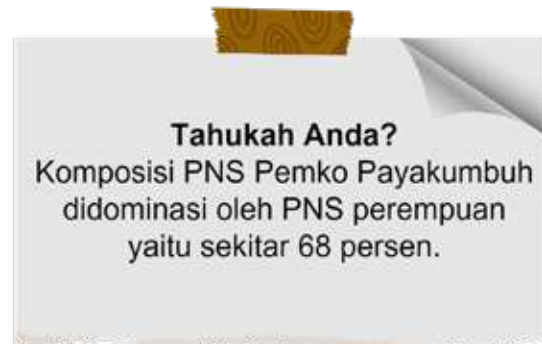 Tahukah Anda?
Komposisi PNS Pemko Payakumbuh
didominasi oleh PNS perempuan
yaitu sekitar 68 persen.